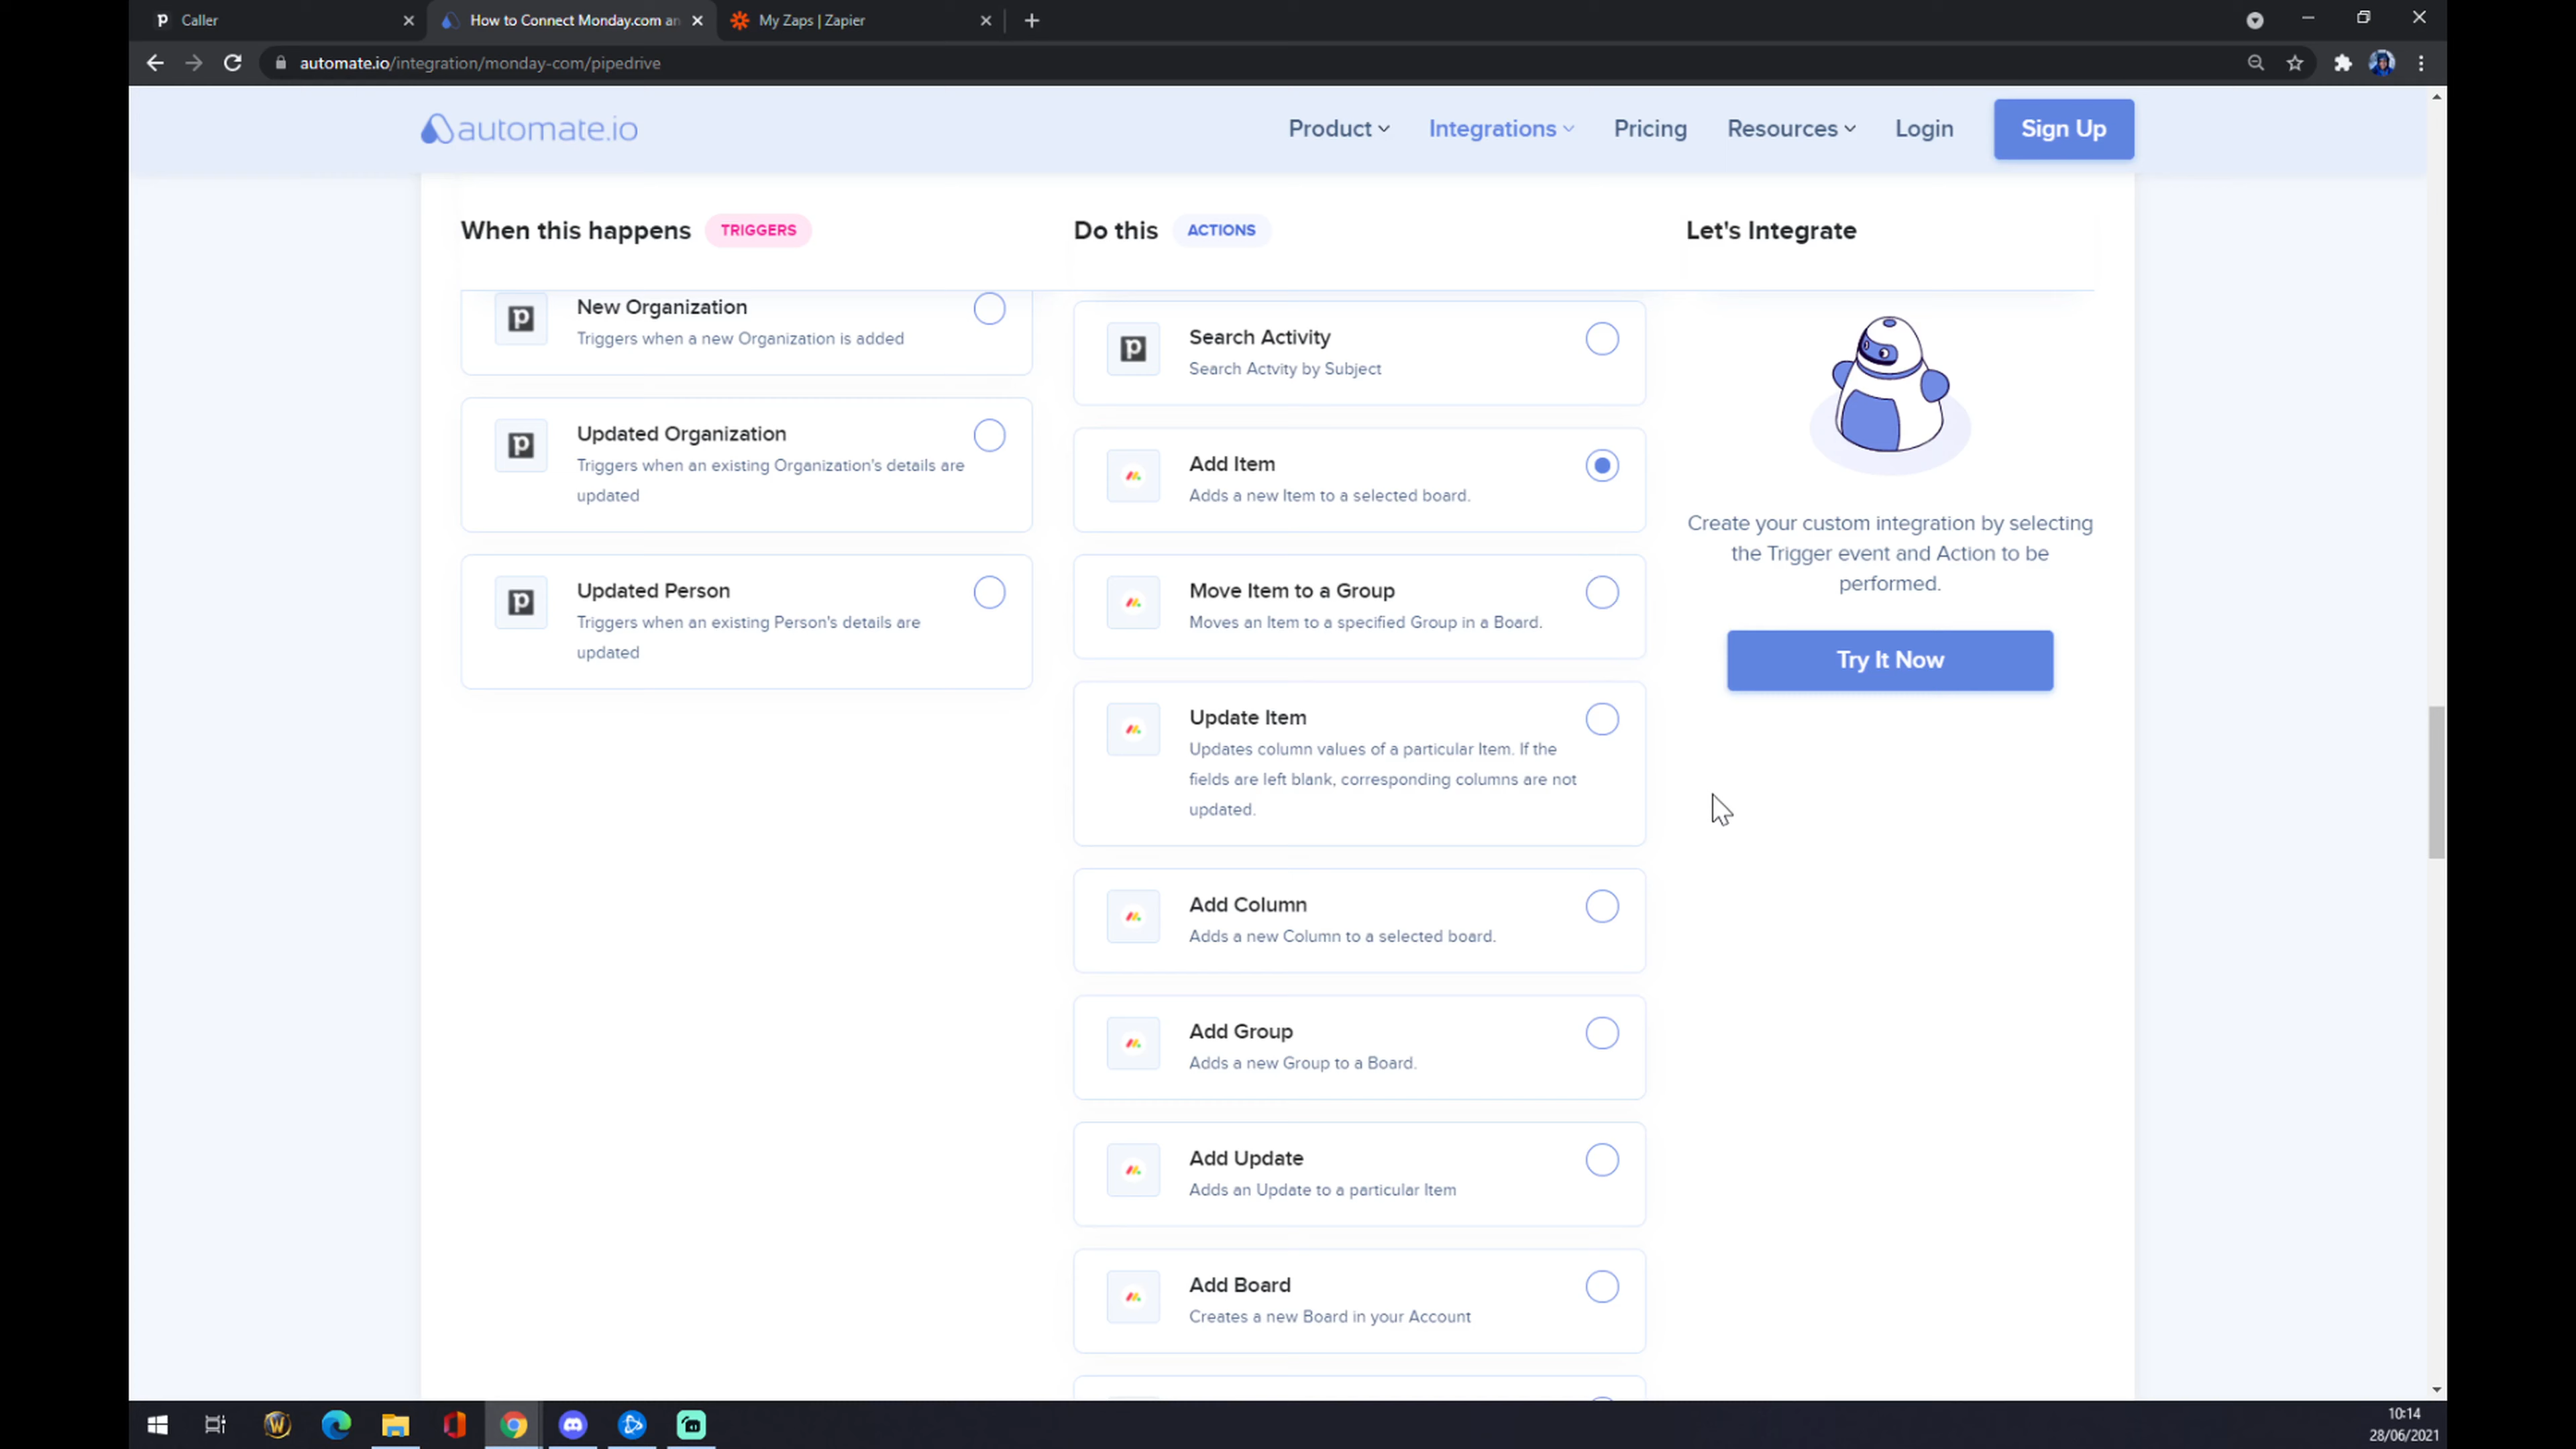 Caller
How to Connect Monday.com an
My Zaps | Zapier
automate.io/integration/monday-com/pipedrive
automate.io
Product
Integrations
Pricing
Resources
Login
Sign Up
When this happens TRIGGERS
Do this ACTIONS
Let's Integrate
New Organization
Triggers when a new Organization is added
Updated Organization
Triggers when an existing Organization's details are
updated
Updated Person
Triggers when an existing Person's details are
updated
Search Activity
Search Actvity by Subject
Add Item
Adds a new Item to a selected board.
Move Item to a Group
Moves an Item to a specified Group in a Board.
Update Item
Updates column values of a particular Item. If the
fields are left blank, corresponding columns are not
updated.
Add Column
Adds a new Column to a selected board.
Add Group
Adds a new Group to a Board.
Add Update
Adds an Update to a particular Item
Add Board
Creates a new Board in your Account
Create your custom integration by selecting
the Trigger event and Action to be
performed.
Try It Now
10:14
28/06/2021